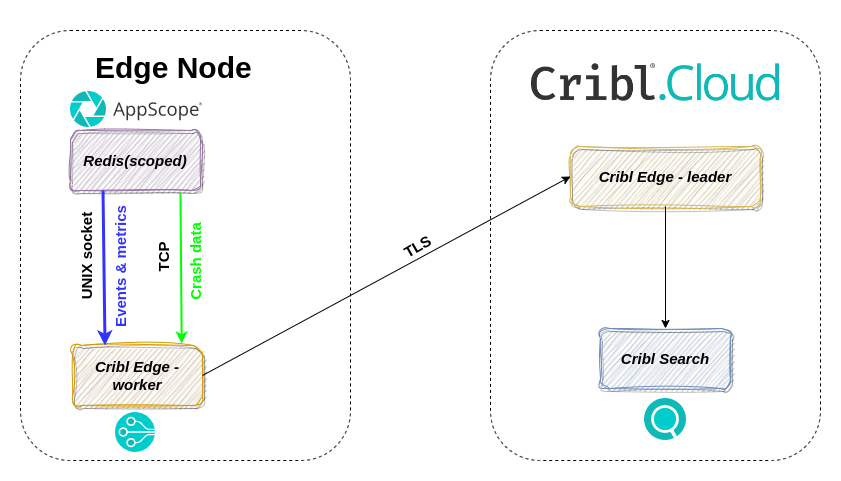 Edge Node
AppScope®
Redis(scoped)
UNIX socket
Events & metrics
TCP
Crash data
Cribl Edge -
worker
TLS
Cribl®.Cloud
Cribl Edge - leader
Cribl Search